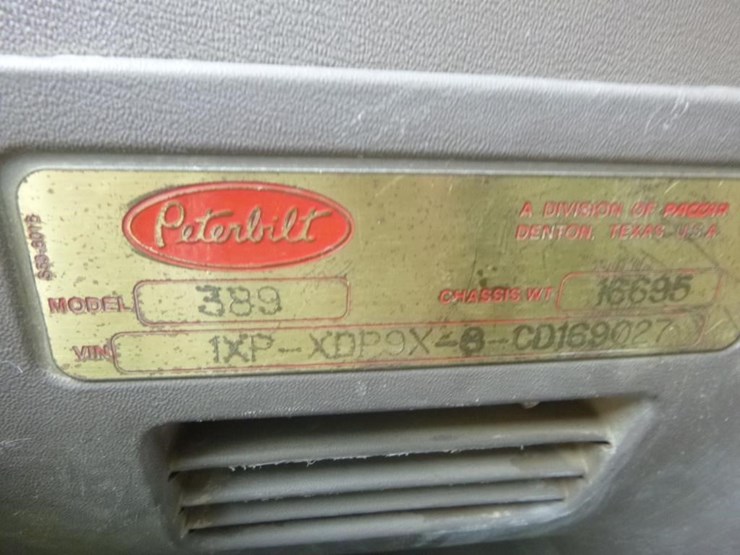 Peterbilt
A DIVISION OF PACCAR
DENTON, TEXAS U.S.A
MODEL 389
CHASSIS WT 16695
VIN 1XP-XDP9X-8-CD169027